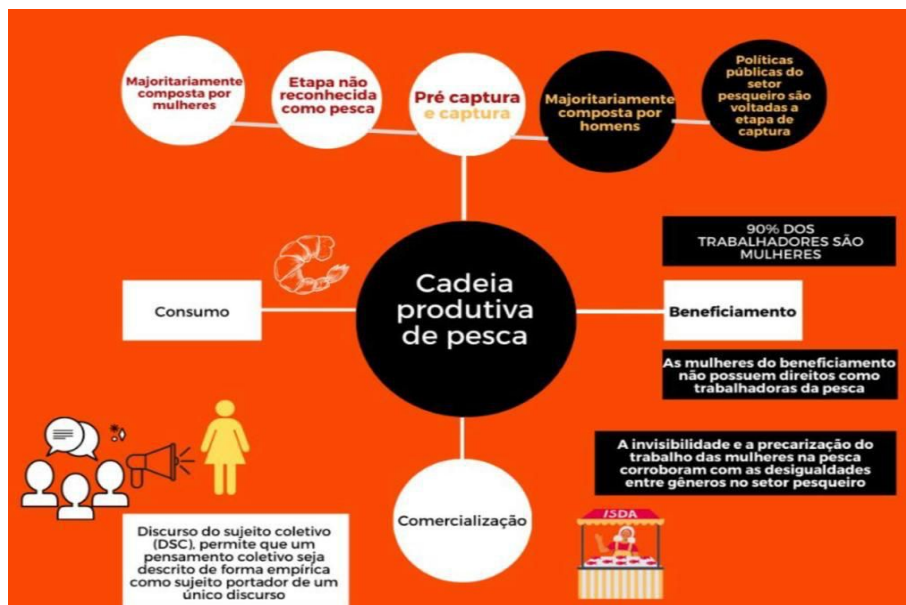 Majoritariamente
composta por
mulheres
Etapa não
reconhecida
como pesca
Pré captura
e captura
Majoritariamente
composta por
homens
Políticas
públicas do
setor
pesqueiro são
voltadas a
etapa de
captura
Cadeia
produtiva
de pesca
90% DOS
TRABALHADORES SÃO
MULHERES
Consumo
Beneficiamento
As mulheres do beneficiamento
não possuem direitos como
trabalhadoras da pesca
A invisibilidade e a precarização do
trabalho das mulheres na pesca
corroboram com as desigualdades
entre gêneros no setor pesqueiro
Comercialização
ISDA
Discurso do sujeito coletivo
(DSC), permite que um
pensamento coletivo seja
descrito de forma empírica
como sujeito portador de um
único discurso